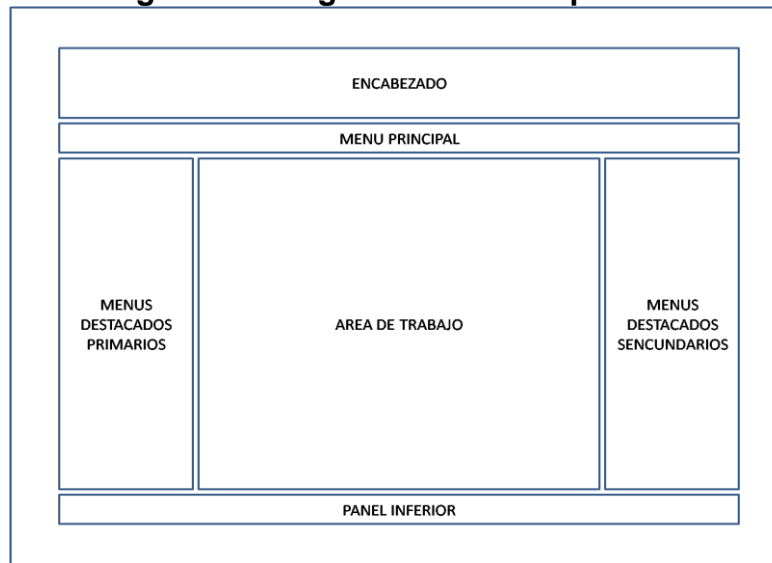 ENCABEZADO
MENU PRINCIPAL
MENUS
DESTACADOS
PRIMARIOS
AREA DE TRABAJO
MENUS
DESTACADOS
SENCUNDARIOS
PANEL INFERIOR